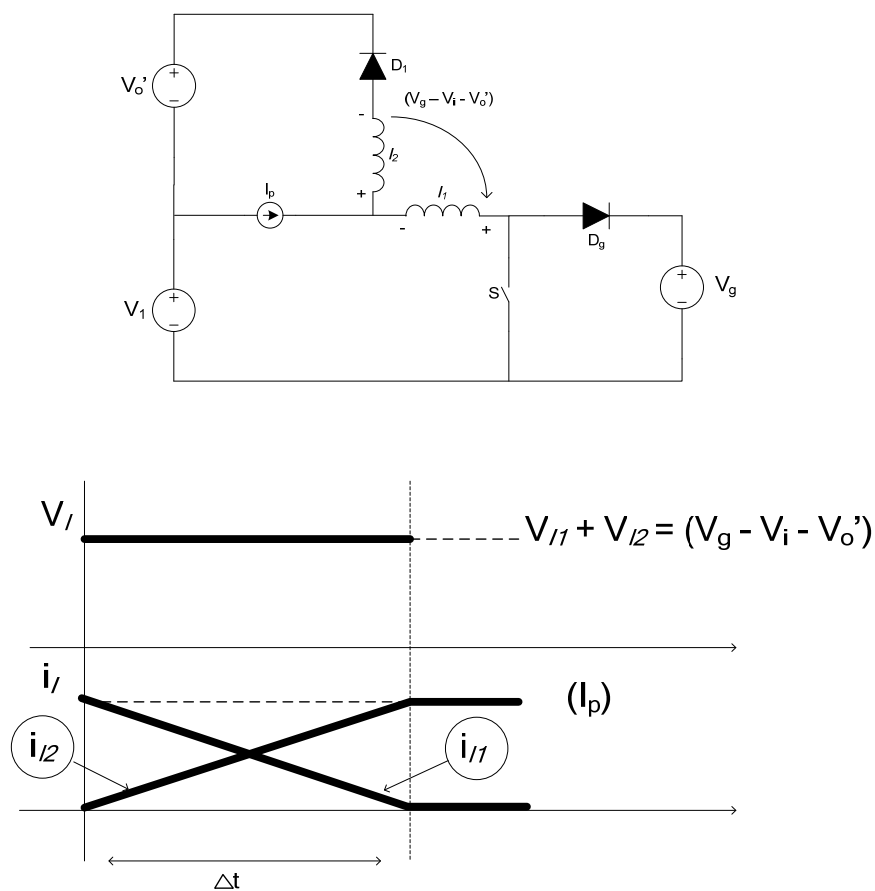 D1
Vo'
+
−
(Vg – Vi - Vo')
-
l2
+
Ip
l1
-
+
Dg
S
V1
+
−
+
−
Vg
Vl
Vl1 + Vl2 = (Vg - Vi - Vo')
il
(Ip)
il2
il1
△t